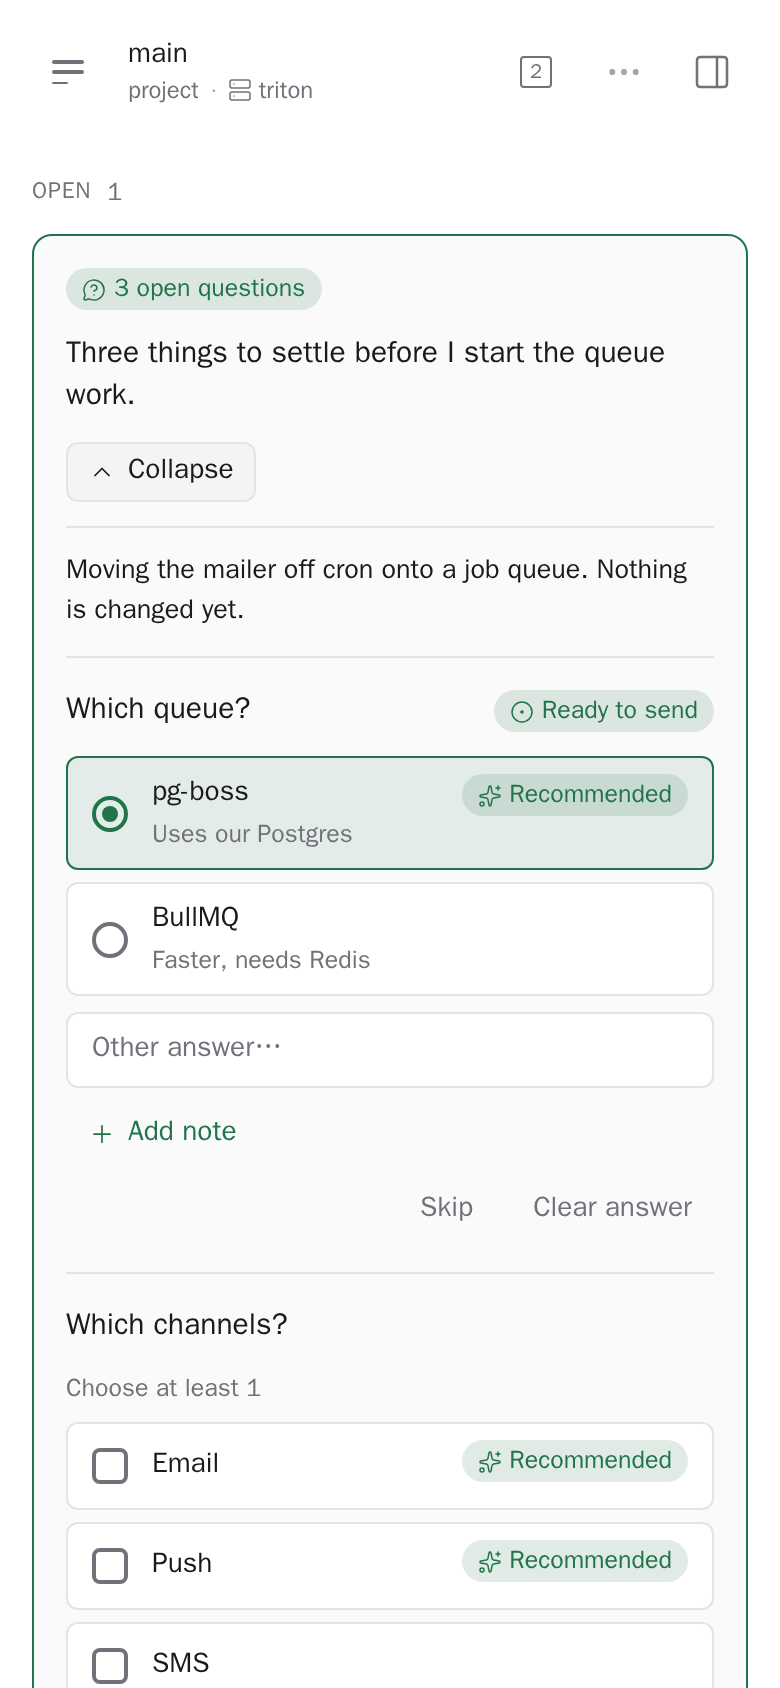 main
project · triton
2
OPEN 1
3 open questions
Three things to settle before I start the queue
work.
Collapse
Moving the mailer off cron onto a job queue. Nothing
is changed yet.
Which queue?
Ready to send
pg-boss
Recommended
Uses our Postgres
BullMQ
Faster, needs Redis
Other answer···
+ Add note
Skip
Clear answer
Which channels?
Choose at least 1
Email
Recommended
Push
Recommended
SMS